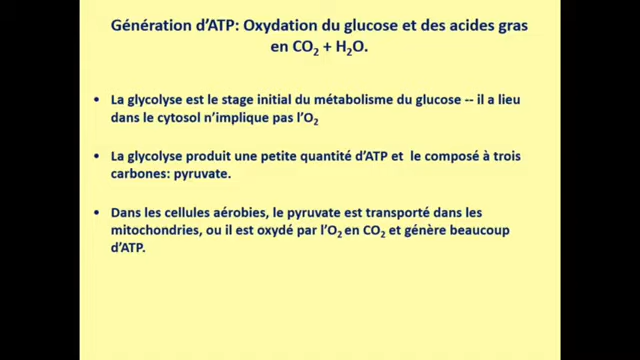 Génération d’ATP: Oxydation du glucose et des acides gras
en CO₂ + H₂O.
• La glycolyse est le stage initial du métabolisme du glucose -- il a lieu
dans le cytosol n’implique pas l’O₂
• La glycolyse produit une petite quantité d’ATP et le composé à trois
carbones: pyruvate.
• Dans les cellules aérobies, le pyruvate est transporté dans les
mitochondries, ou il est oxydé par l’O₂ en CO₂ et génère beaucoup
d’ATP.